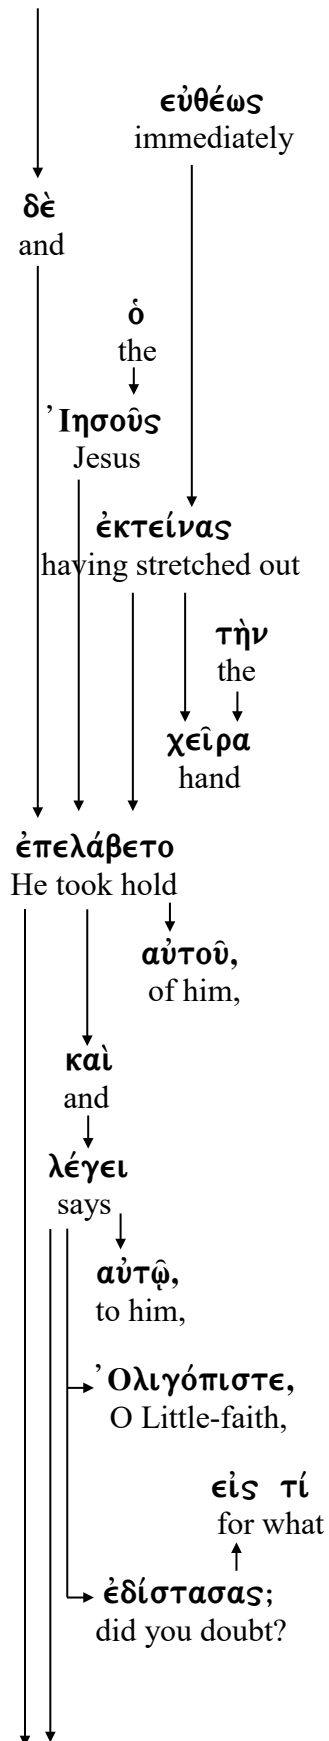 εὐθέως
immediately
δὲ
and
ὁ
the
Ἰησοῦς
Jesus
ἐκτείνας
having stretched out
τὴν
the
χεῖρα
hand
ἐπελάβετο
He took hold
αὐτοῦ,
of him,
καὶ
and
λέγει
says
αὐτῷ,
to him,
Ὀλιγόπιστε,
O Little-faith,
εἰς τί
for what
ἐδίστασας;
did you doubt?